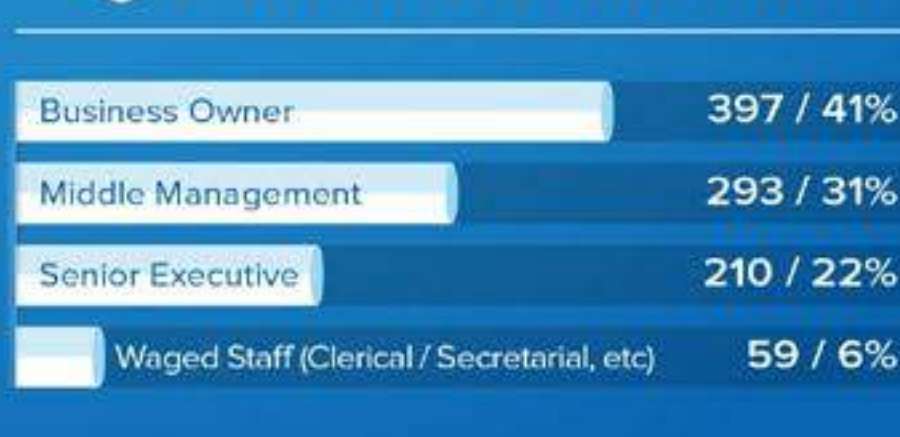 Business Owner 397 / 41%
Middle Management 293 / 31%
Senior Executive 210 / 22%
Waged Staff (Clerical / Secretarial, etc) 59 / 6%